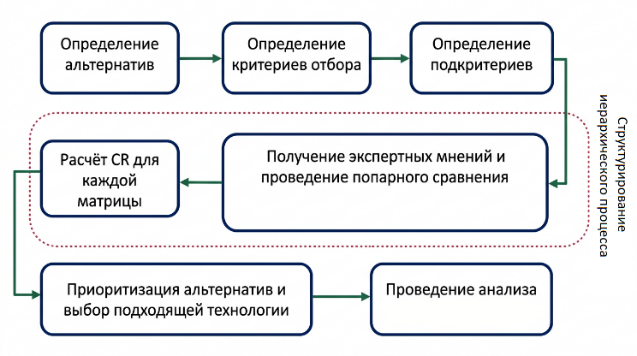 Определение
альтернатив
Определение
критериев отбора
Определение
подкритериев
Структурирование
иерархического процесса
Расчёт CR для
каждой
матрицы
Получение экспертных мнений и
проведение попарного сравнения
Приоритизация альтернатив и
выбор подходящей технологии
Проведение анализа